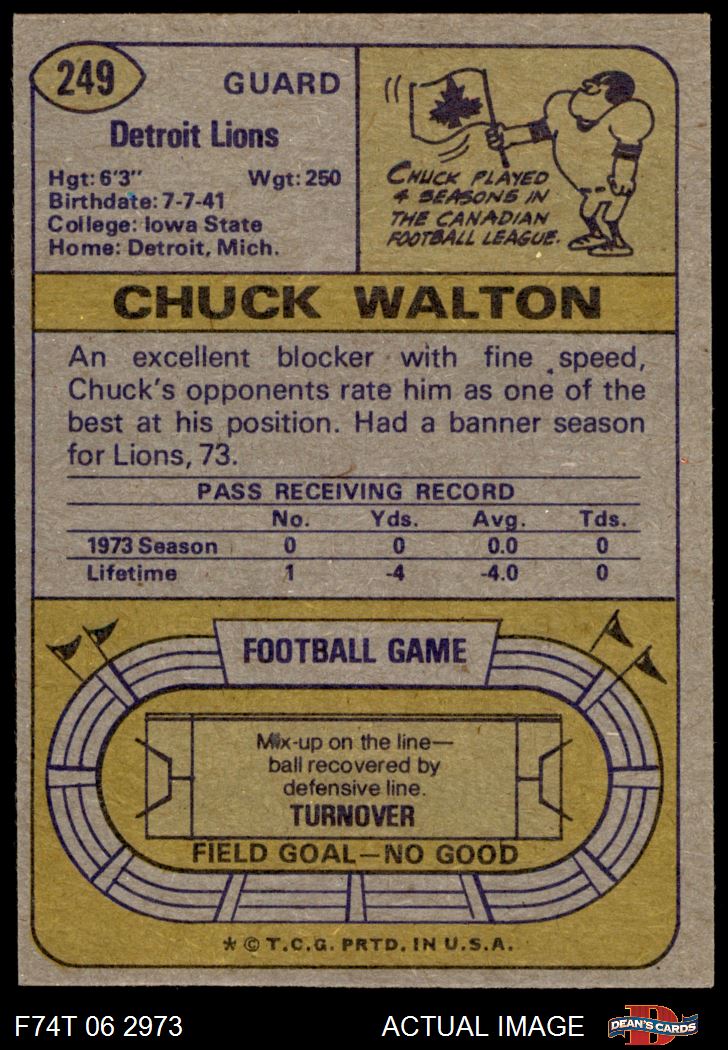 249
GUARD
Detroit Lions
Hgt: 6'3" Wgt: 250
Birthdate: 7-7-41
College: Iowa State
Home: Detroit, Mich.
CHUCK PLAYED
4 SEASONS IN
THE CANADIAN
FOOTBALL LEAGUE.
CHUCK WALTON
An excellent blocker with fine speed,
Chuck's opponents rate him as one of the
best at his position. Had a banner season
for Lions, 73.
PASS RECEIVING RECORD
No. Yds. Avg. Tds.
1973 Season 0 0 0.0 0
Lifetime 1 -4 -4.0 0
FOOTBALL GAME
Mix-up on the line—
ball recovered by
defensive line.
TURNOVER
FIELD GOAL—NO GOOD
* © T.C.G. PRTD. IN U.S.A.
F74T 06 2973 ACTUAL IMAGE D DEAN'S CARDS